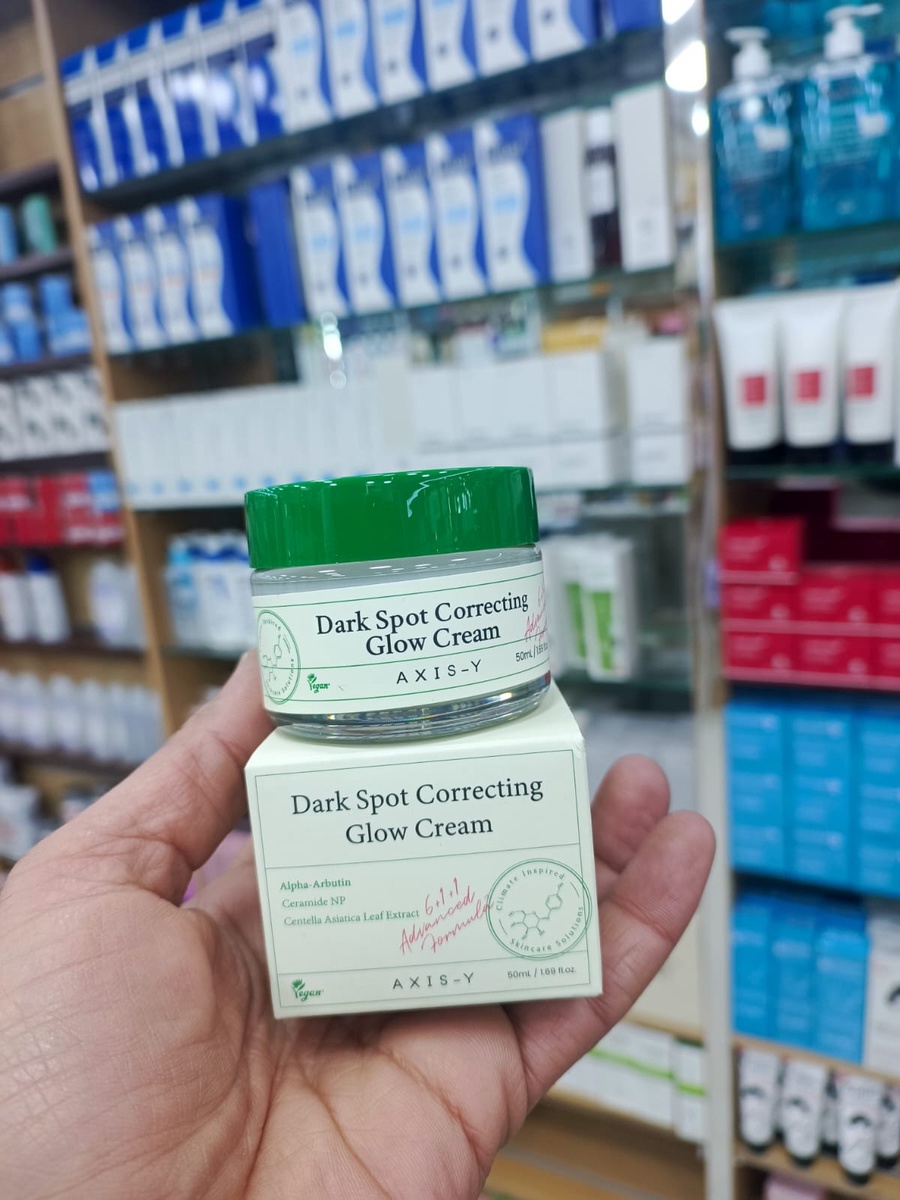 Dark Spot Correcting
Glow Cream
50mL
Vegan
AXIS-Y
Dark Spot Correcting
Glow Cream
Alpha-Arbutin
Ceramide NP
Centella Asiatica Leaf Extract
6+1+1
Advanced
Formula
Climate Inspired
Skincare Solutions
Vegan
AXIS-Y
50mL / 1.69 fl.oz.